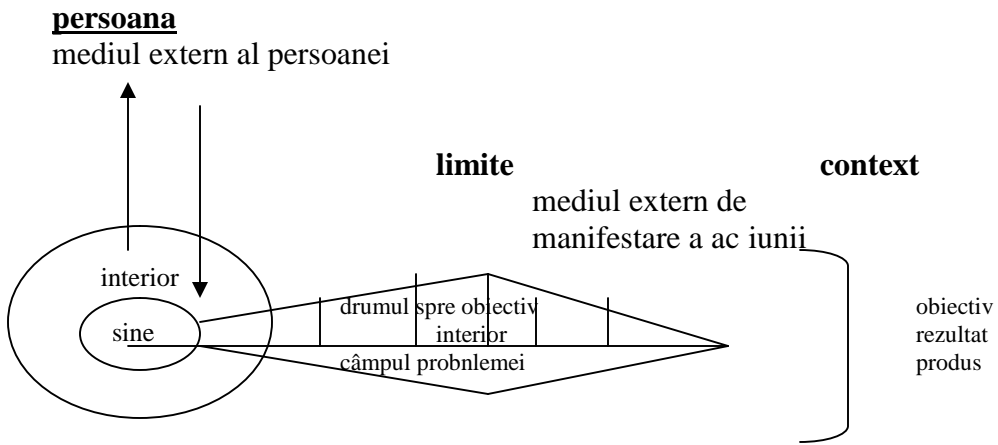 persoana
mediul extern al persoanei
limite
context
mediul extern de
manifestare a ac iunii
interior
sine
drumul spre obiectiv
interior
câmpul probnlemei
obiectiv
rezultat
produs